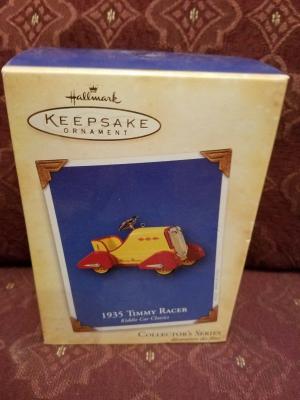 Hallmark
KEEPSAKE
ORNAMENT
1935 TIMMY RACER
Kiddie Car Classics
COLLECTOR'S SERIES